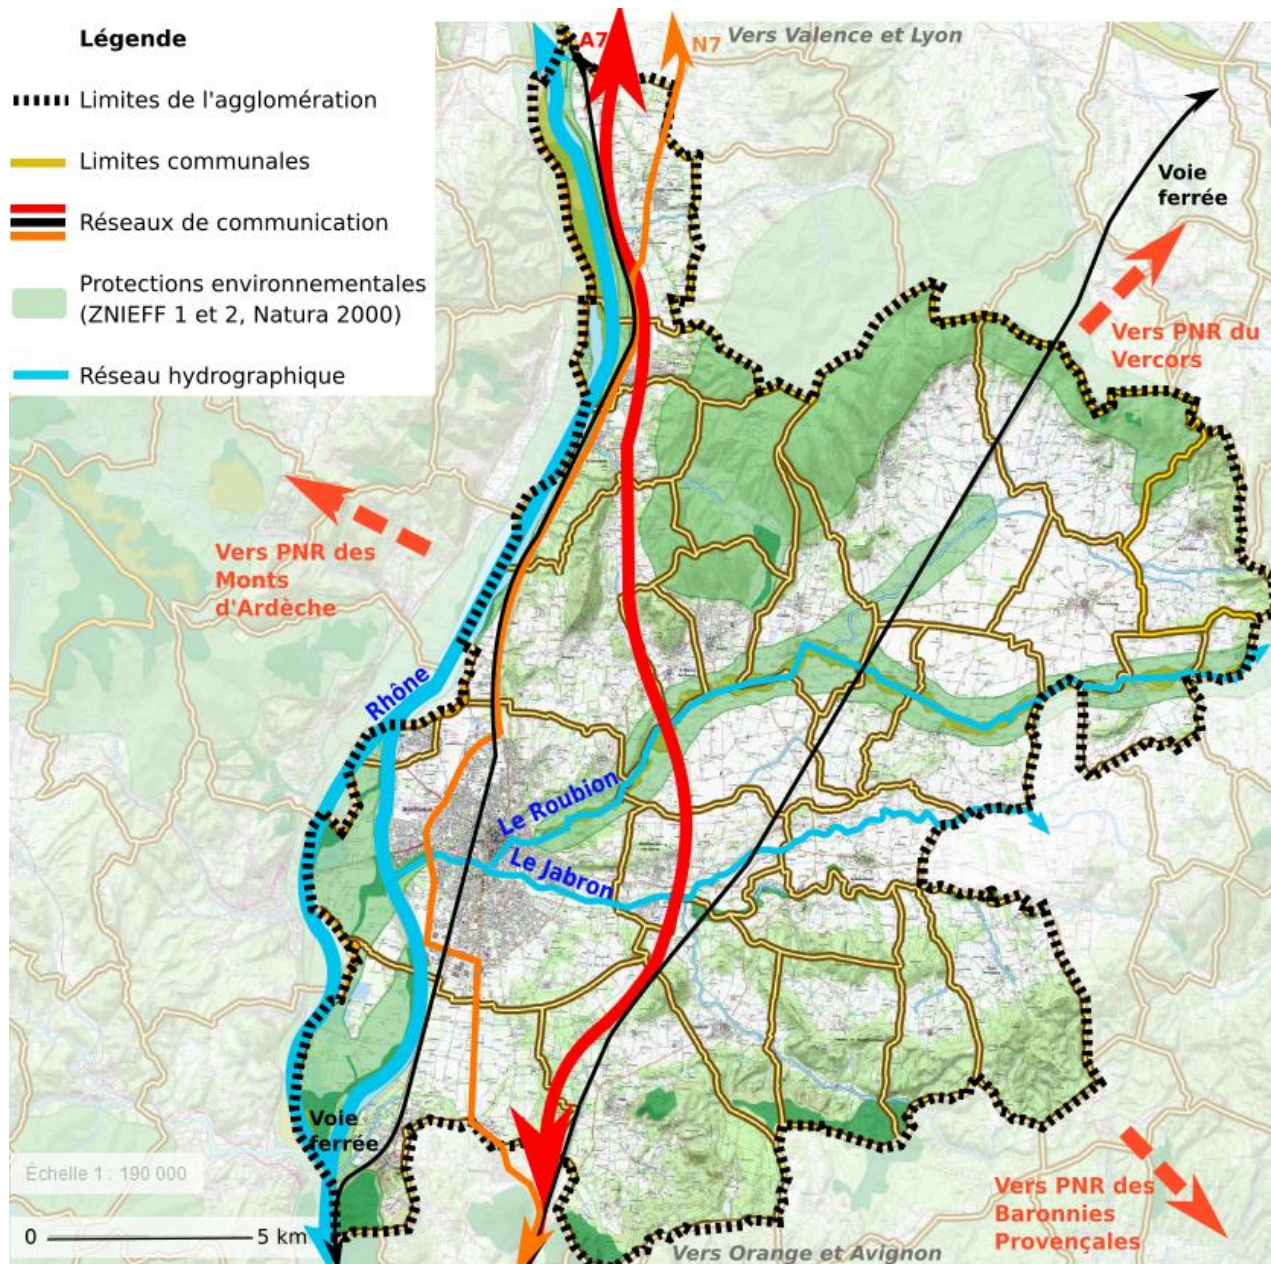 Légende
Limites de l'agglomération
Limites communales
Réseaux de communication
Protections environnementales
(ZNIEFF 1 et 2, Natura 2000)
Réseau hydrographique
A7
N7
Vers Valence et Lyon
Voie
ferrée
Vers PNR du
Vercors
Vers PNR des
Monts
d'Ardèche
Rhône
Le Roubion
Le Jabron
Voie
ferrée
Échelle 1 : 190 000
0
5 km
Vers PNR des
Baronnies
Provençales
Vers Orange et Avignon